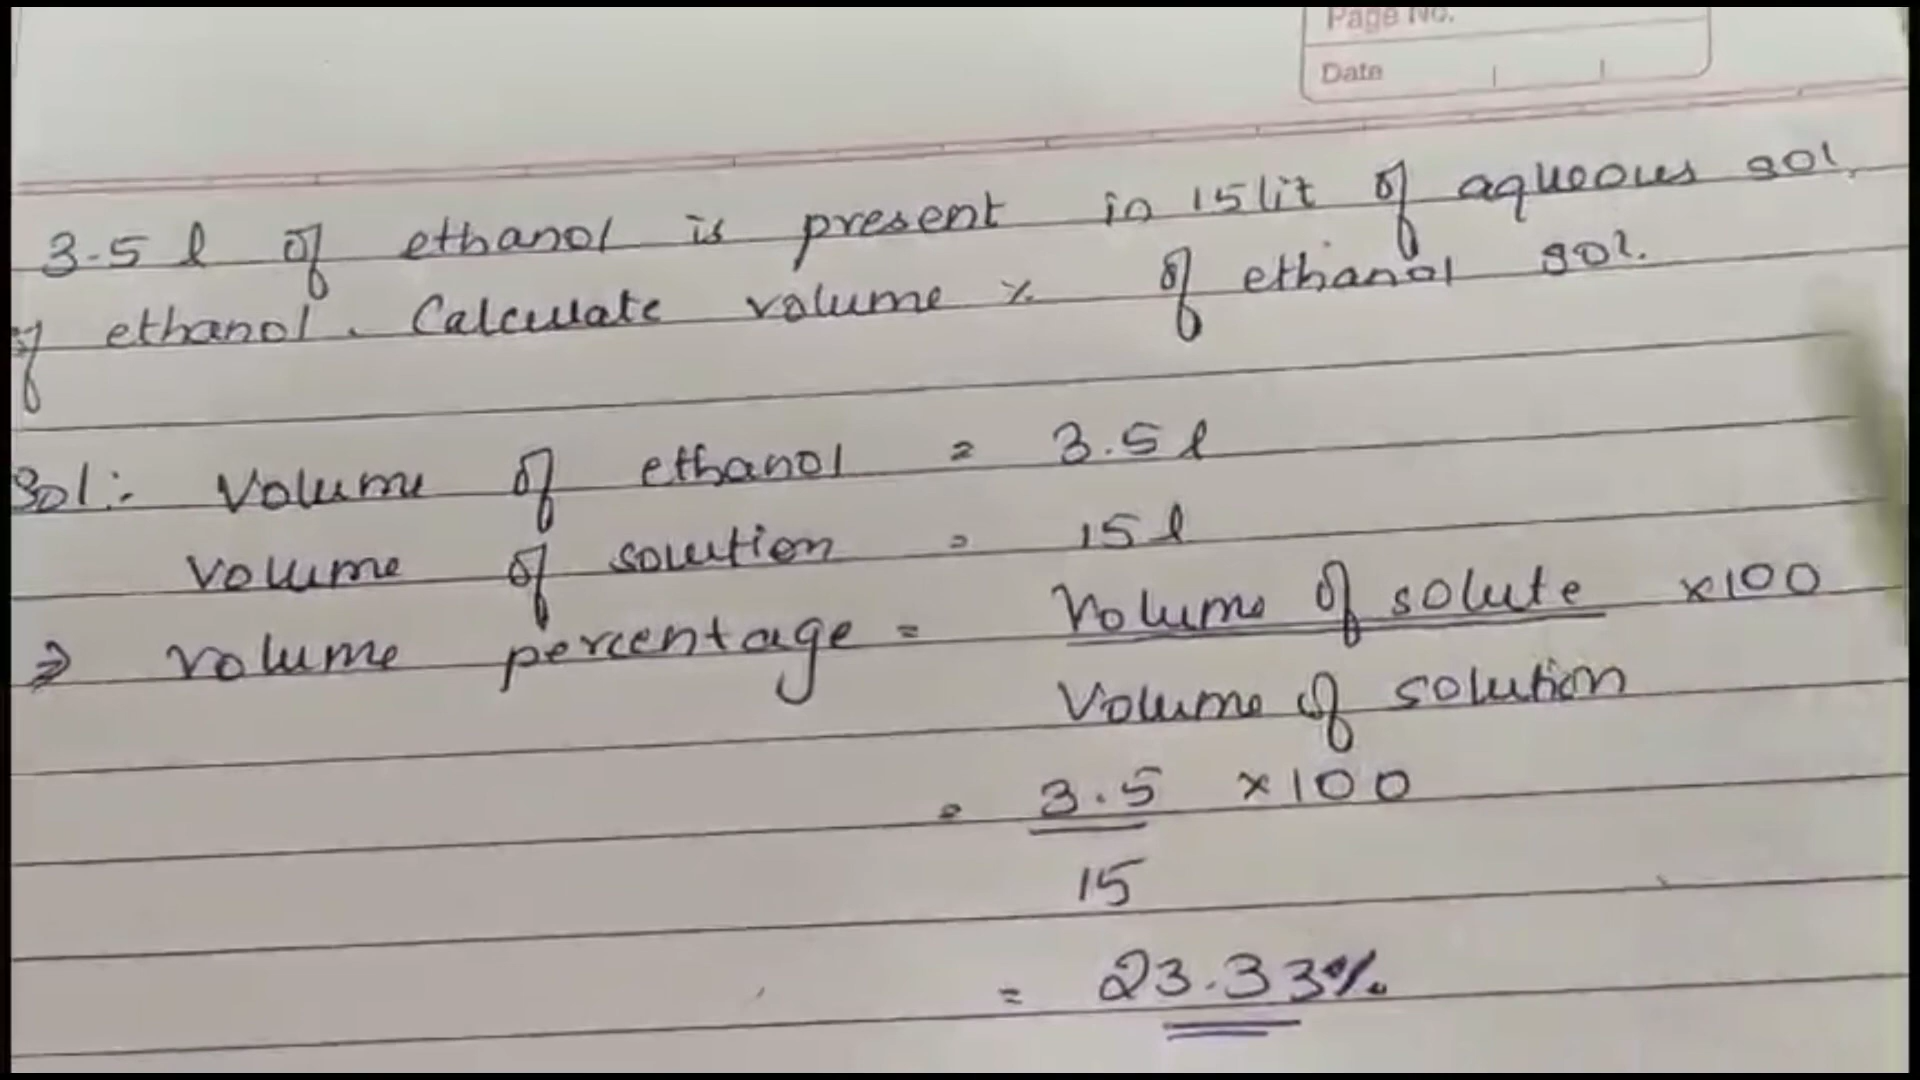 Page No.
Date
3.5 l of ethanol is present in 15 lit of aqueous sol.
of ethanol. Calculate volume % of ethanol sol.
Sol:- Volume of ethanol = 3.5 l
Volume of solution = 15 l
⇒ Volume percentage = Volume of solute ×100
Volume of solution
= 3.5 ×100
15
= 23.33%